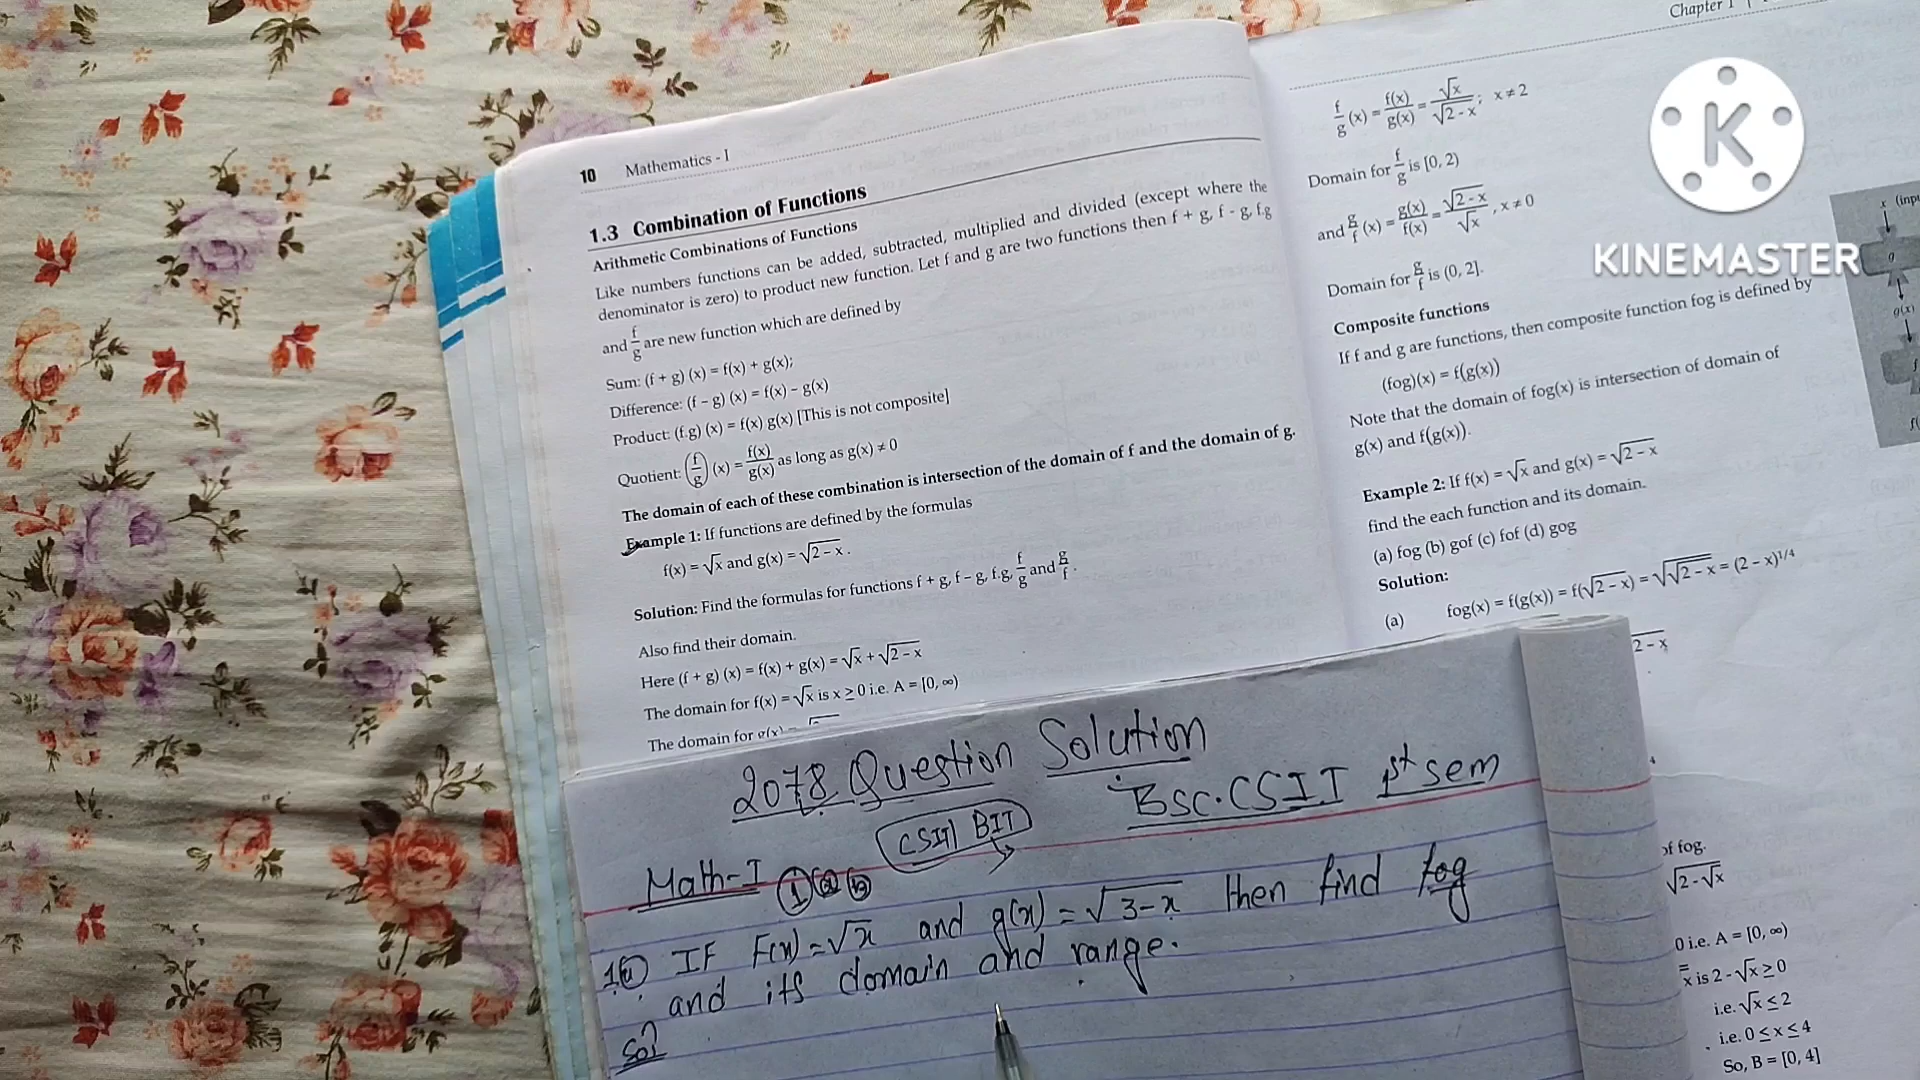 10 Mathematics - I
1.3 Combination of Functions
Arithmetic Combinations of Functions
Like numbers functions can be added, subtracted, multiplied and divided (except where the
denominator is zero) to product new function. Let f and g are two functions then f + g, f - g, f.g
and f/g are new function which are defined by
Sum: (f + g) (x) = f(x) + g(x);
Difference: (f − g) (x) = f(x) − g(x)
Product: (f.g) (x) = f(x) g(x) [This is not composite]
Quotient: (f/g) (x) = f(x)/g(x) as long as g(x) ≠ 0
The domain of each of these combination is intersection of the domain of f and the domain of g.
Example 1: If functions are defined by the formulas
f(x) = √x and g(x) = √(2 − x) .
Solution: Find the formulas for functions f + g, f − g, f.g, f/g and g/f .
Also find their domain.
Here (f + g) (x) = f(x) + g(x) = √x + √(2 − x)
The domain for f(x) = √x is x ≥ 0 i.e. A = [0, ∞)
The domain for g(x) =
Chapter 1
f/g (x) = f(x)/g(x) = √x/√(2 − x) ; x ≠ 2
Domain for f/g is [0, 2)
and g/f (x) = g(x)/f(x) = √(2 − x)/√x , x ≠ 0
Domain for g/f is (0, 2].
Composite functions
If f and g are functions, then composite function fog is defined by
(fog)(x) = f(g(x))
Note that the domain of fog(x) is intersection of domain of
g(x) and f(g(x)).
Example 2: If f(x) = √x and g(x) = √(2 − x)
find the each function and its domain.
(a) fog (b) gof (c) fof (d) gog
Solution:
(a) fog(x) = f(g(x)) = f(√(2 − x)) = √√(2 − x) = (2 − x)^1/4
2 − x
of fog.
√(2 - √x)
0 i.e. A = [0, ∞)
x is 2 - √x ≥ 0
i.e. √x ≤ 2
i.e. 0 ≤ x ≤ 4
So, B = [0, 4]
x (inpu
g
g(x)
KINEMASTER
2078 Question Solution
BSC.CSIT 1st sem
CSIT/ BIT
Math-I 1 a b
1 a IF F(x) = √x and g(x) = √(3-x) then find fog
and its domain and range.
Sol